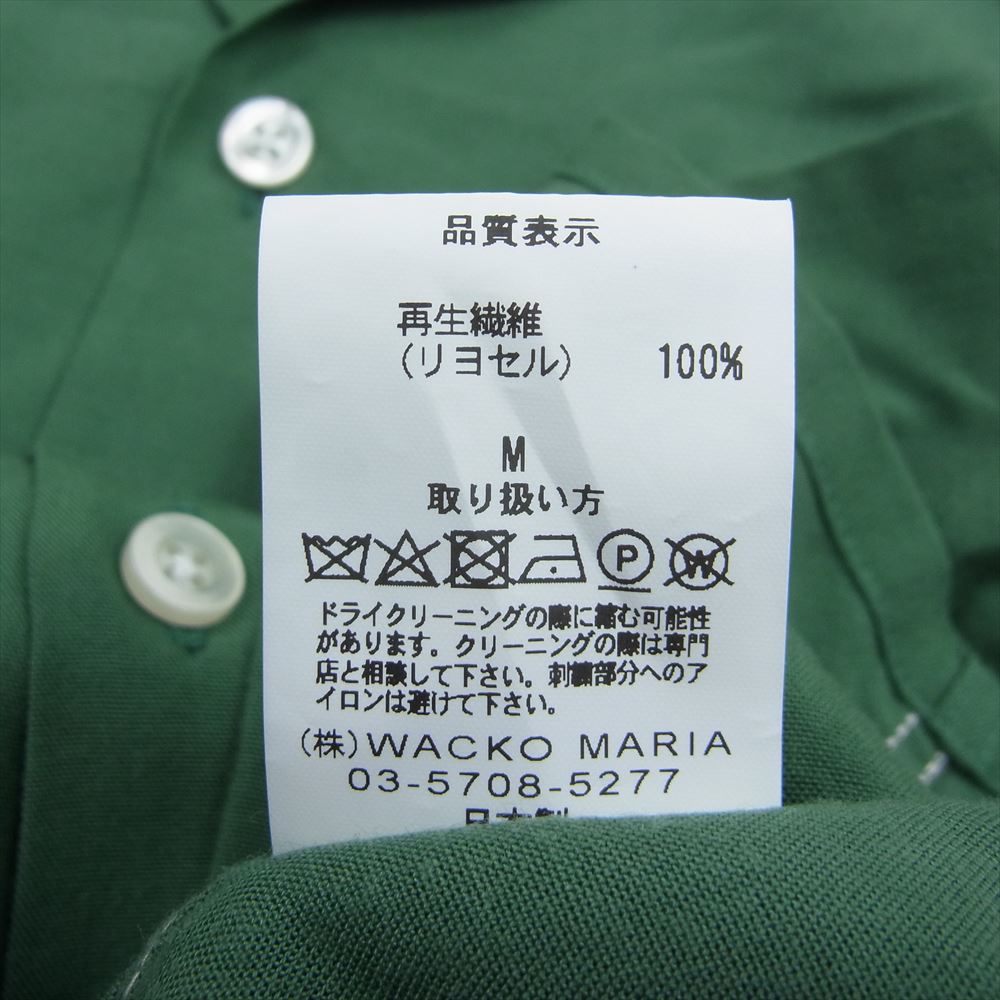 品質表示
再生繊維
(リヨセル) 100%
M
取り扱い方
P W
ドライクリーニングの際に縮む可能性
があります。クリーニングの際は専門
店と相談して下さい。刺繍部分へのア
イロンは避けて下さい。
(株)WACKO MARIA
03-5708-5277
日本製